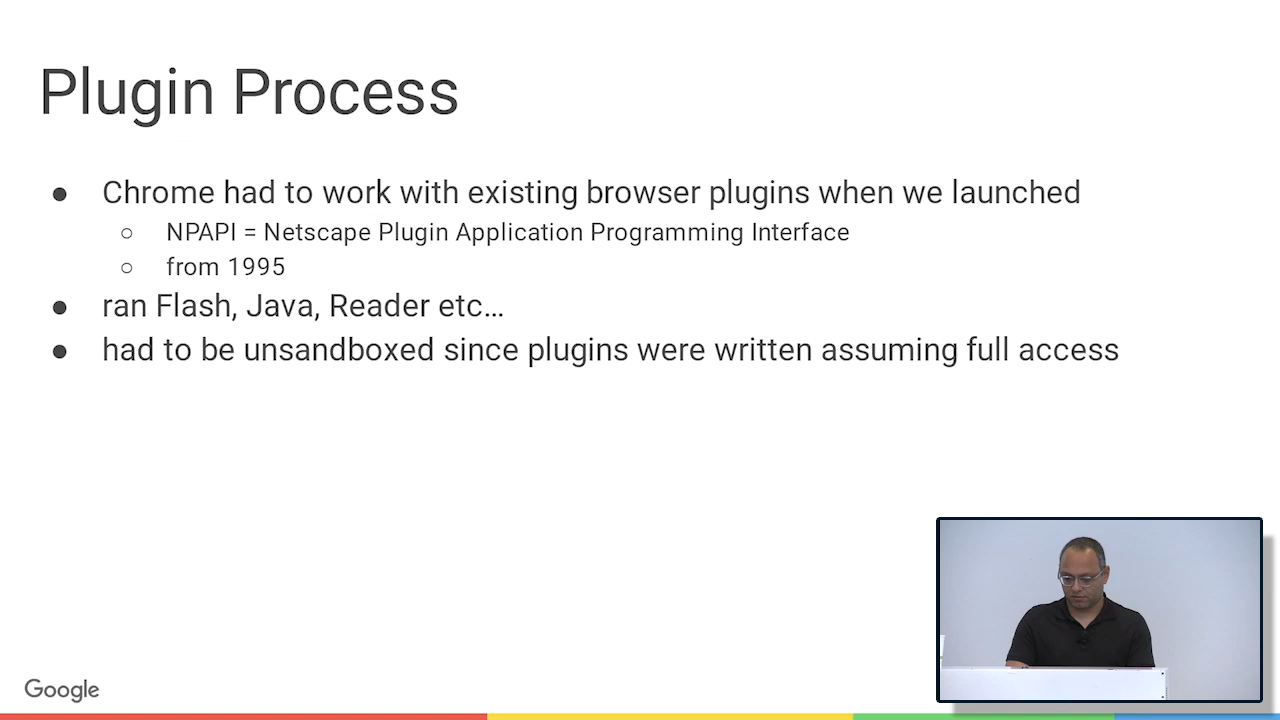 Plugin Process
● Chrome had to work with existing browser plugins when we launched
○ NPAPI = Netscape Plugin Application Programming Interface
○ from 1995
● ran Flash, Java, Reader etc…
● had to be unsandboxed since plugins were written assuming full access
Google